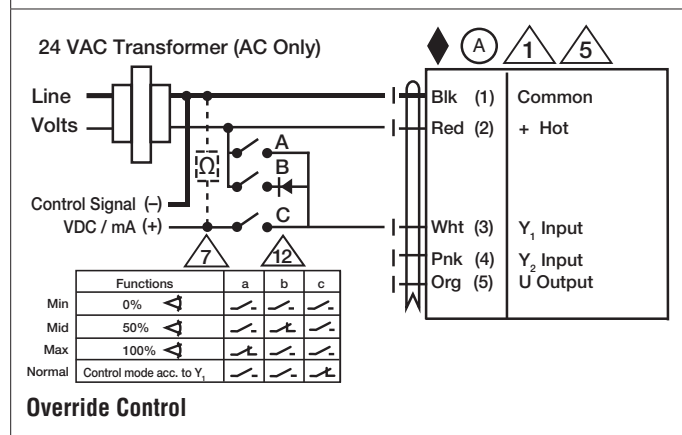 24 VAC Transformer (AC Only)
A 1 5
Line
Volts
Blk (1) Common
Red (2) + Hot
A
B
Ω
Control Signal (–)
C
VDC / mA (+)
Wht (3) Y₁ Input
7 12
Pnk (4) Y₂ Input
Org (5) U Output
Functions a b c
Min 0%
Mid 50%
Max 100%
Normal Control mode acc. to Y₁
Override Control